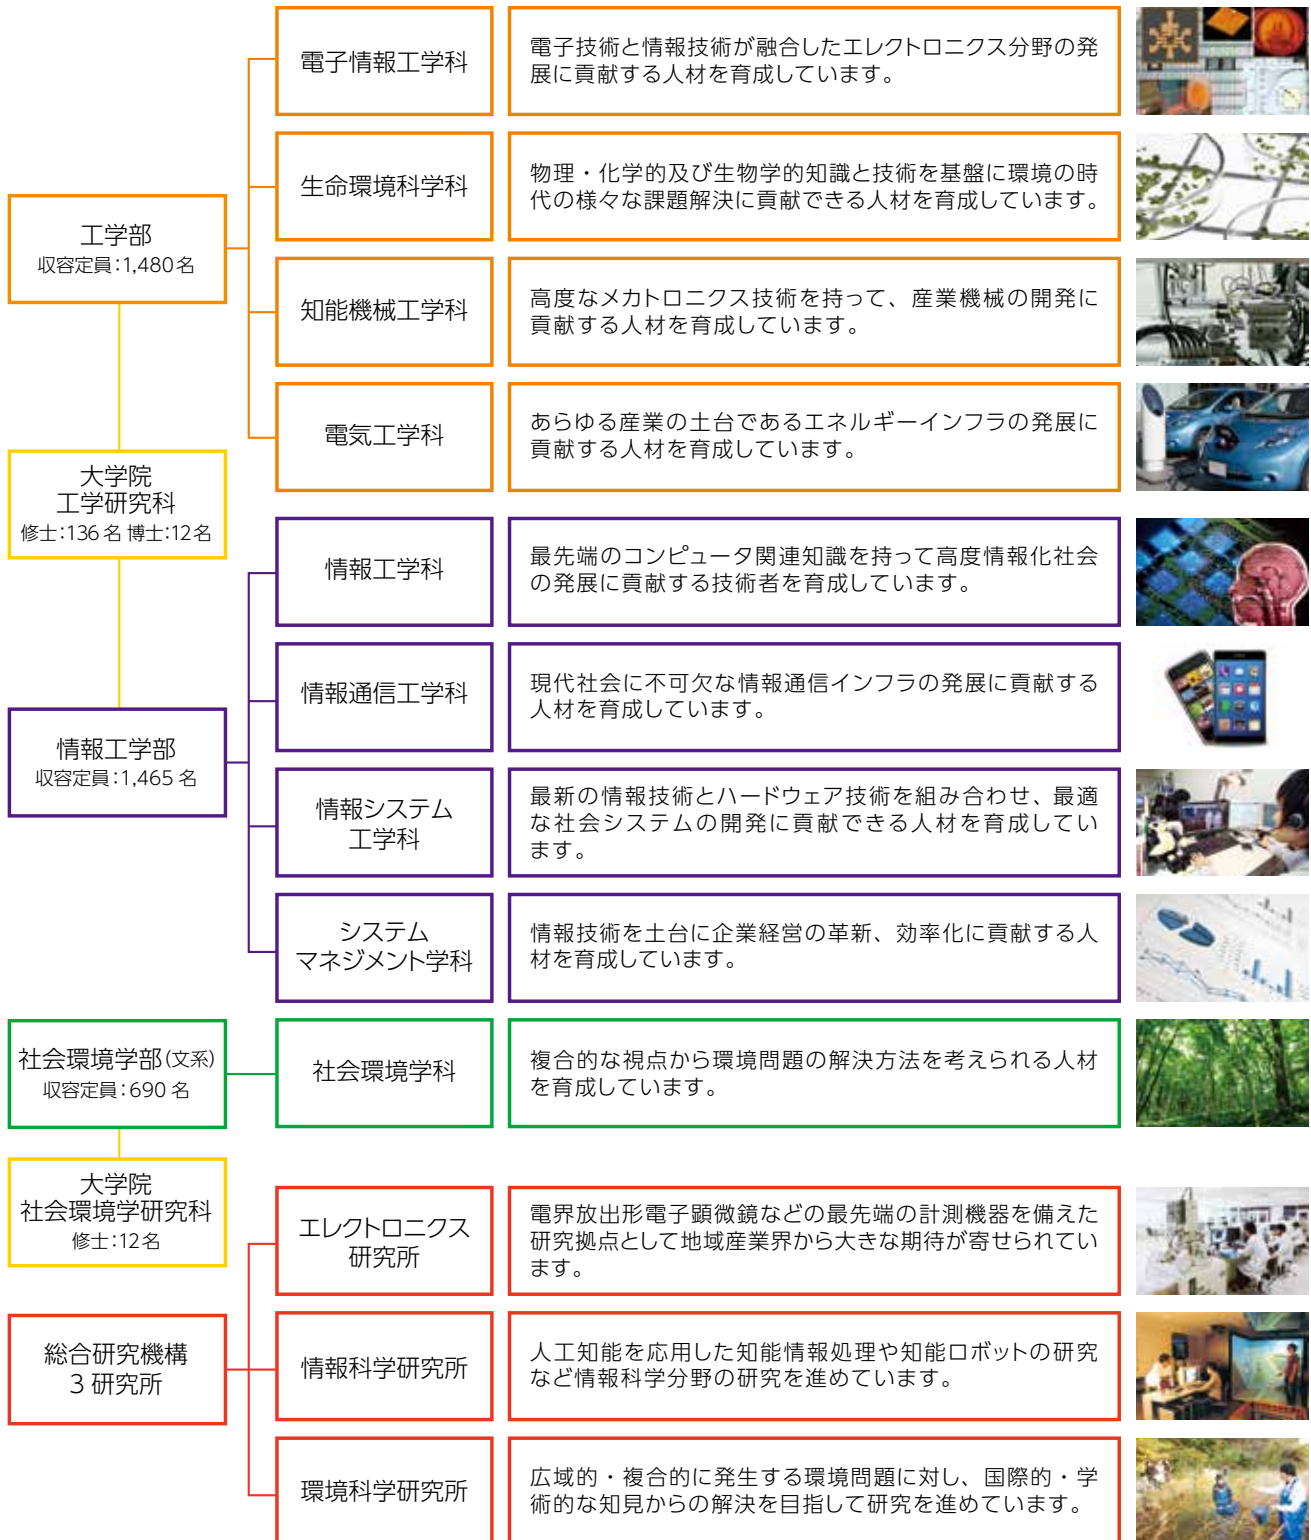 電子情報工学科
電子技術と情報技術が融合したエレクトロニクス分野の発
展に貢献する人材を育成しています。
生命環境科学科
物理・化学的及び生物学的知識と技術を基盤に環境の時
代の様々な課題解決に貢献できる人材を育成しています。
工学部
収容定員:1,480名
知能機械工学科
高度なメカトロニクス技術を持って、産業機械の開発に
貢献する人材を育成しています。
電気工学科
あらゆる産業の土台であるエネルギーインフラの発展に
貢献する人材を育成しています。
大学院
工学研究科
修士:136名 博士:12名
情報工学科
最先端のコンピュータ関連知識を持って高度情報化社会
の発展に貢献する技術者を育成しています。
情報通信工学科
現代社会に不可欠な情報通信インフラの発展に貢献する
人材を育成しています。
情報工学部
収容定員:1,465 名
情報システム
工学科
最新の情報技術とハードウェア技術を組み合わせ、最適
な社会システムの開発に貢献できる人材を育成してい
ます。
システム
マネジメント学科
情報技術を土台に企業経営の革新、効率化に貢献する人
材を育成しています。
社会環境学部(文系)
収容定員:690 名
社会環境学科
複合的な視点から環境問題の解決方法を考えられる人材
を育成しています。
大学院
社会環境学研究科
修士:12名
エレクトロニクス
研究所
電界放出形電子顕微鏡などの最先端の計測機器を備えた
研究拠点として地域産業界から大きな期待が寄せられてい
ます。
総合研究機構
3 研究所
情報科学研究所
人工知能を応用した知能情報処理や知能ロボットの研究
など情報科学分野の研究を進めています。
環境科学研究所
広域的・複合的に発生する環境問題に対し、国際的・学
術的な知見からの解決を目指して研究を進めています。